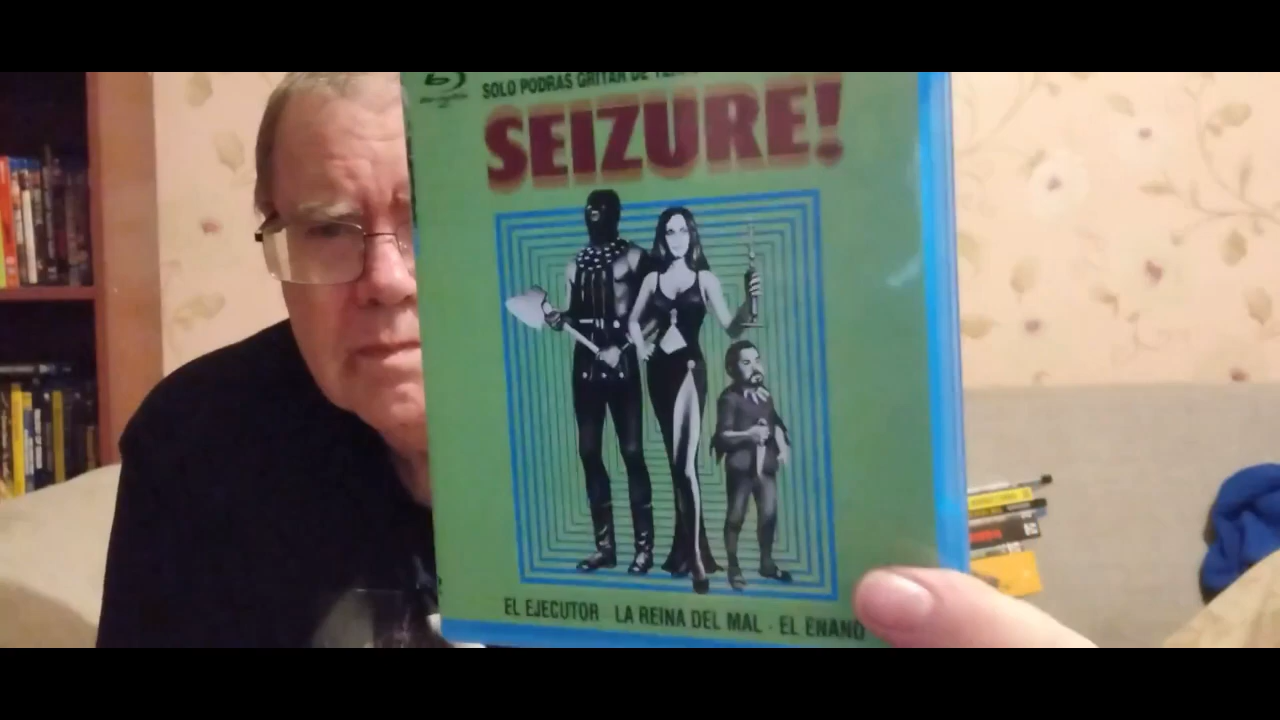 SOLO PODRAS GRITAR DE
SEIZURE!
EL EJECUTOR · LA REINA DEL MAL · EL ENANO